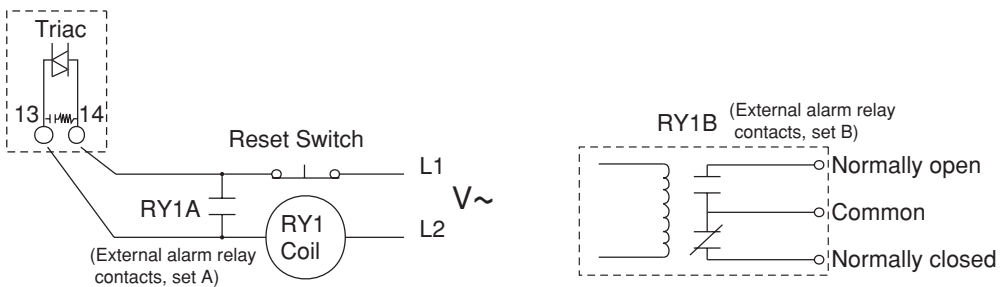 Triac
13
14
Reset Switch
L1
V~
L2
RY1A
RY1
Coil
(External alarm relay
contacts, set A)
RY1B
(External alarm relay
contacts, set B)
Normally open
Common
Normally closed